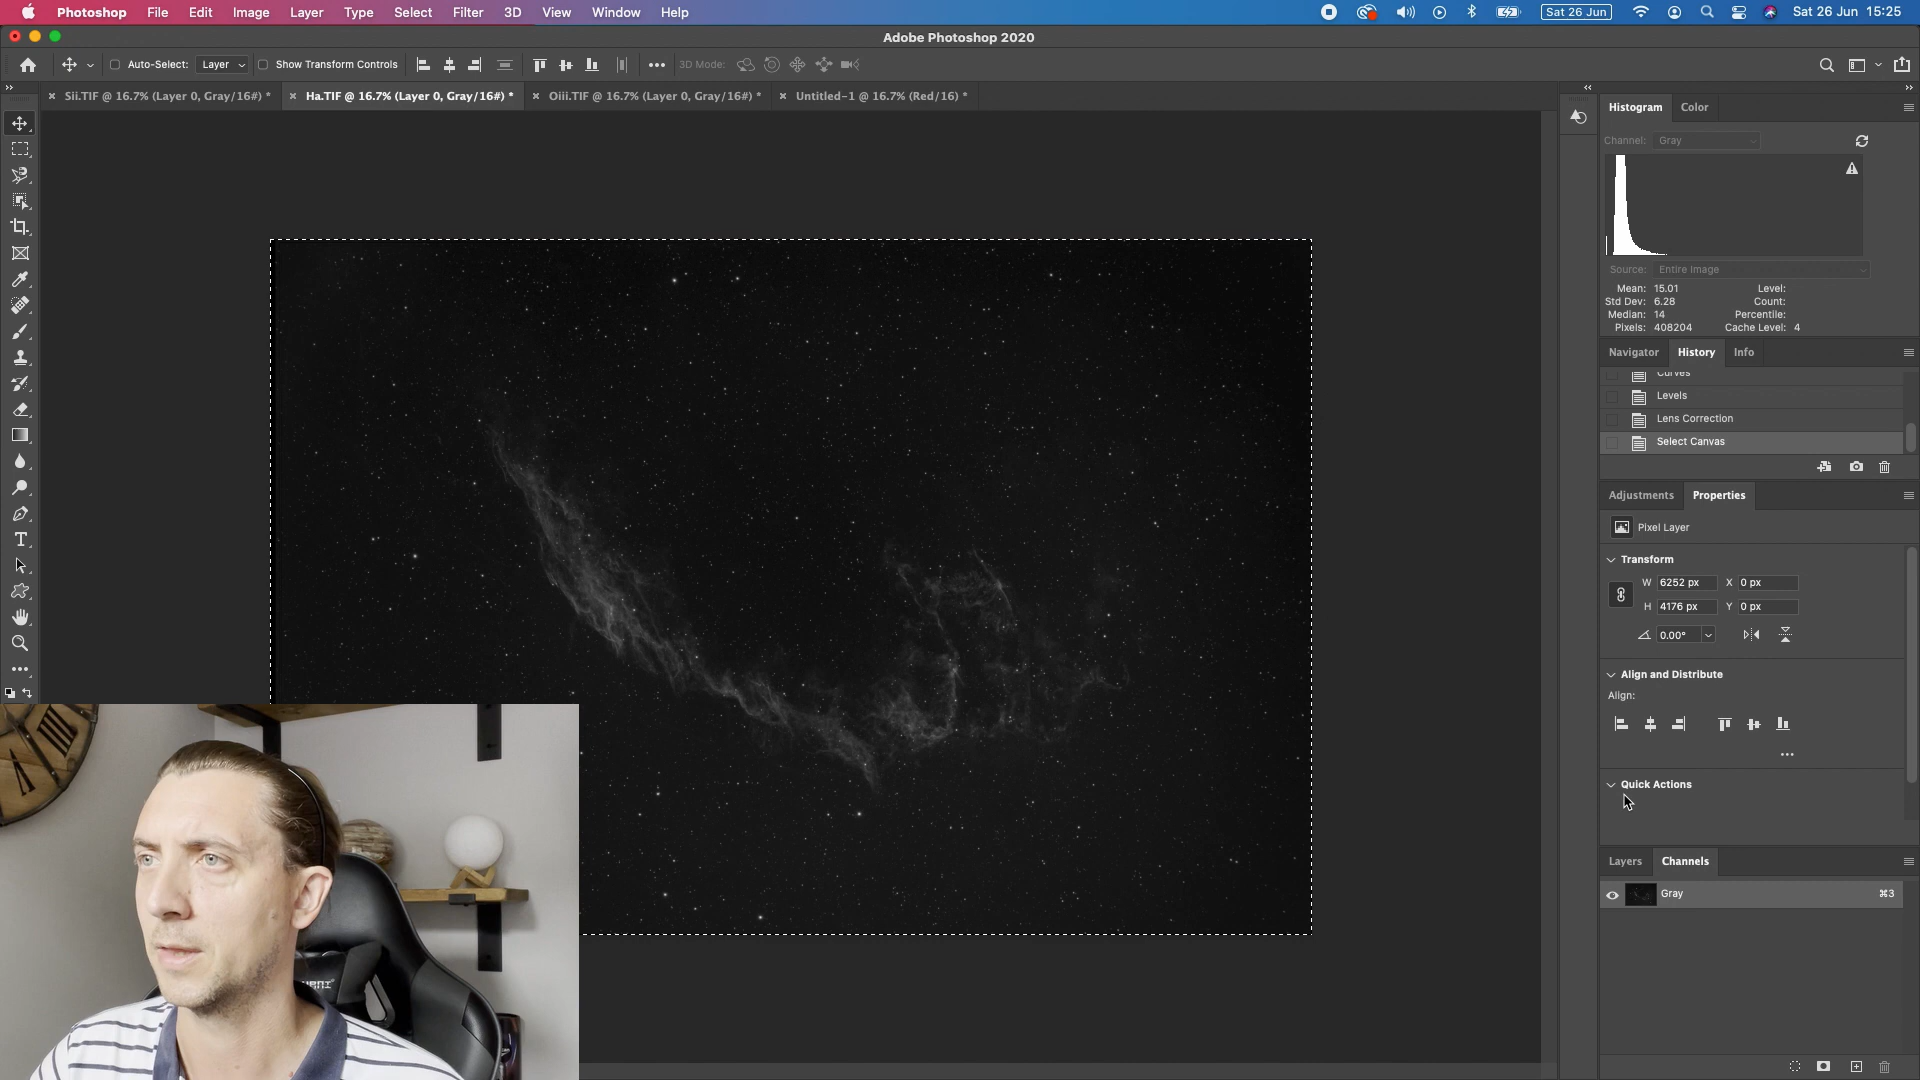 Photoshop File Edit Image Layer Type Select Filter 3D View Window Help Sat 26 Jun Sat 26 Jun 15:25
Adobe Photoshop 2020
Auto-Select: Layer Show Transform Controls 3D Mode:
Sii.TIF @ 16.7% (Layer 0, Gray/16#) * Ha.TIF @ 16.7% (Layer 0, Gray/16#) * Oiii.TIF @ 16.7% (Layer 0, Gray/16#) * Untitled-1 @ 16.7% (Red/16) *
Histogram Color
Channel: Gray
Source: Entire Image
Mean: 15.01 Level:
Std Dev: 6.28 Count:
Median: 14 Percentile:
Pixels: 408204 Cache Level: 4
Navigator History Info
Curves
Levels
Lens Correction
Select Canvas
Adjustments Properties
Pixel Layer
Transform
W 6252 px X 0 px
H 4176 px Y 0 px
0.00°
Align and Distribute
Align:
Quick Actions
Layers Channels
Gray ⌘3